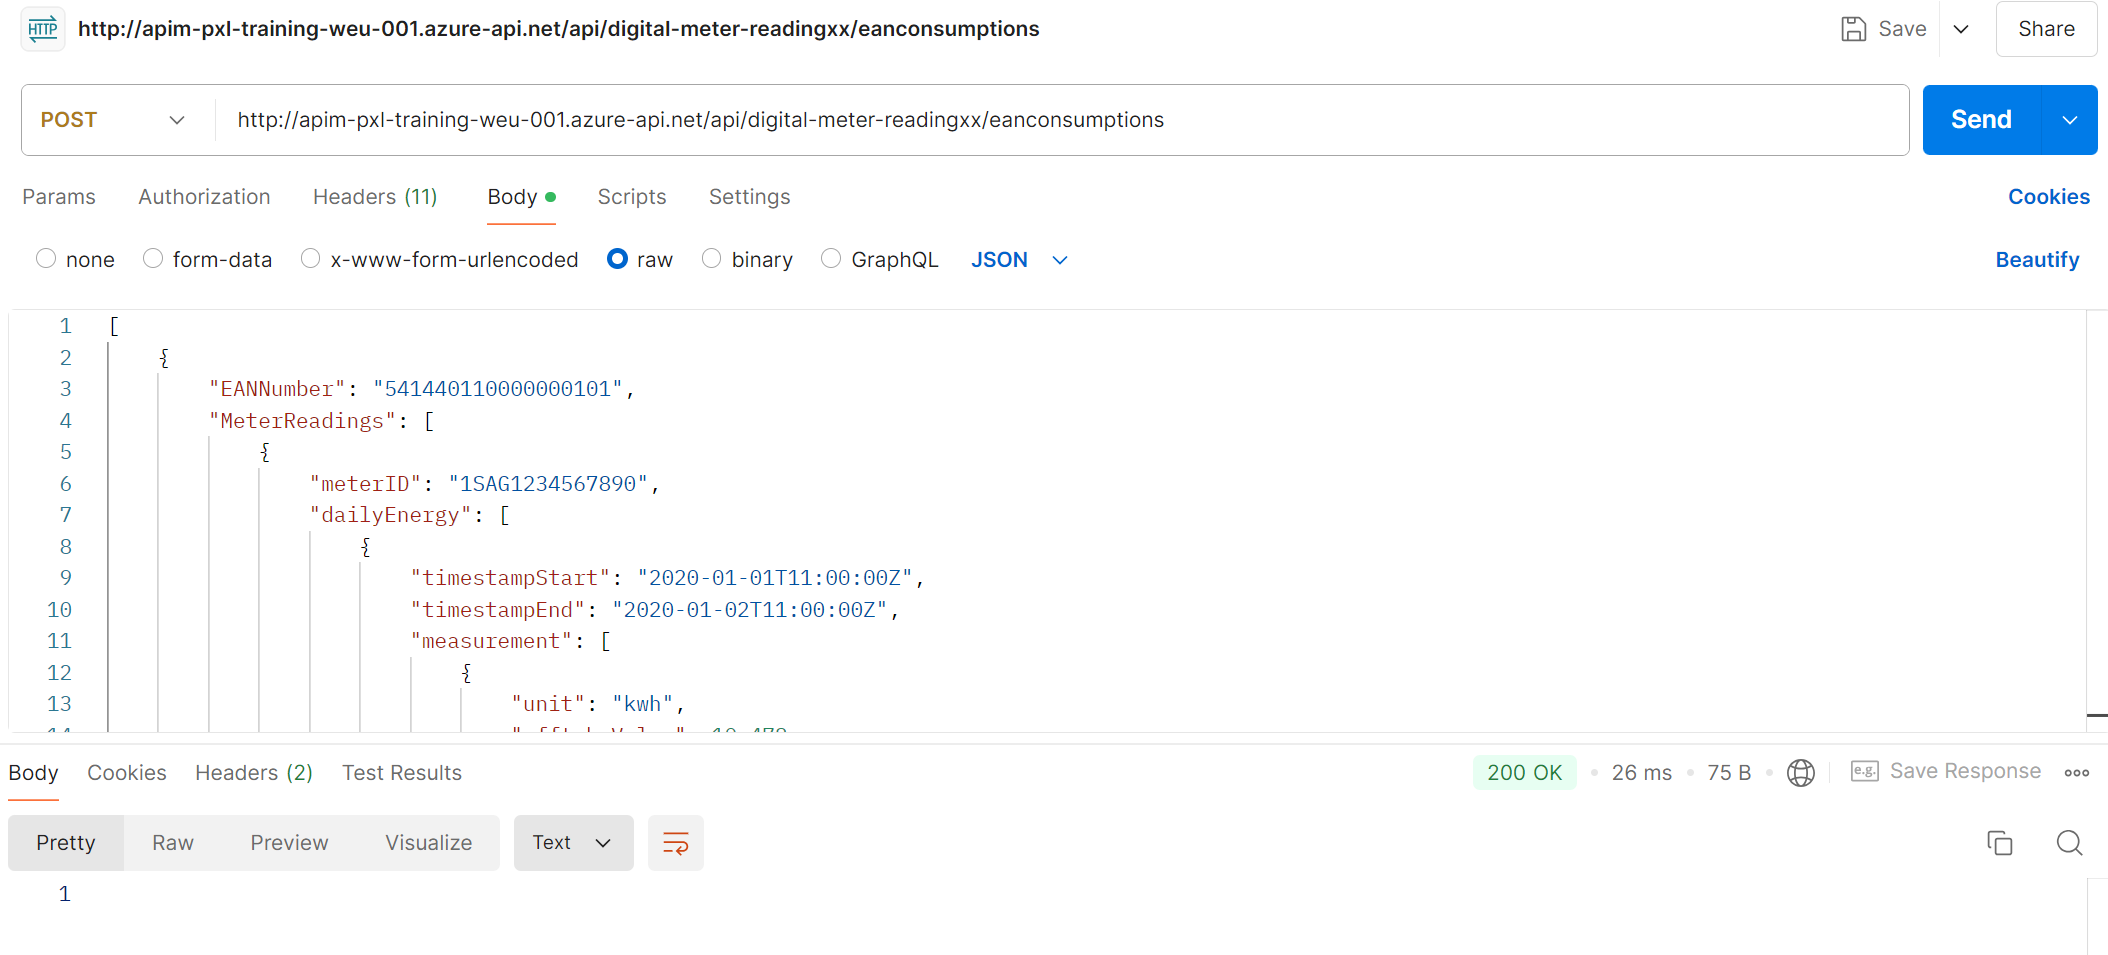 HTTP http://apim-pxl-training-weu-001.azure-api.net/api/digital-meter-readingxx/eanconsumptions Save Share
POST http://apim-pxl-training-weu-001.azure-api.net/api/digital-meter-readingxx/eanconsumptions Send
Params Authorization Headers (11) Body Scripts Settings Cookies
none form-data x-www-form-urlencoded raw binary GraphQL JSON Beautify
1 [
2 {
3 "EANNumber": "541440110000000101",
4 "MeterReadings": [
5 {
6 "meterID": "1SAG1234567890",
7 "dailyEnergy": [
8 {
9 "timestampStart": "2020-01-01T11:00:00Z",
10 "timestampEnd": "2020-01-02T11:00:00Z",
11 "measurement": [
12 {
13 "unit": "kwh",
Body Cookies Headers (2) Test Results 200 OK 26 ms 75 B e.g. Save Response
Pretty Raw Preview Visualize Text
1